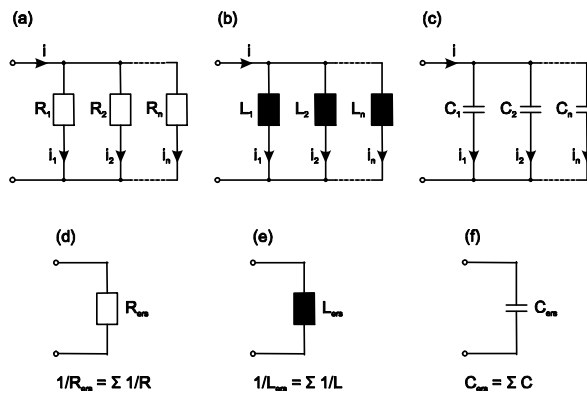 (a) (b) (c)
i i i
R1 R2 Rn L1 L2 Ln C1 C2 Cn
i1 i2 in i1 i2 in i1 i2 in
(d) (e) (f)
Rers Lers Cers
1/Rers = Σ 1/R 1/Lers = Σ 1/L Cers = Σ C